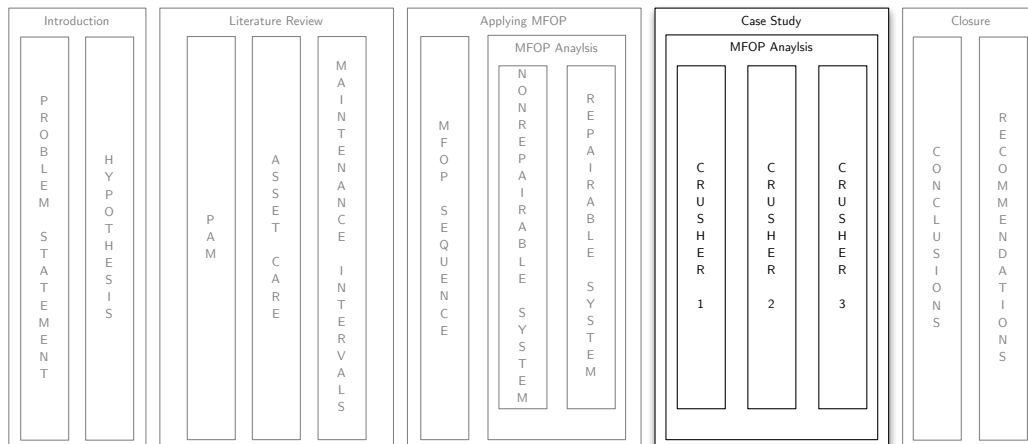 Introduction
PROBLEM STATEMENT
HYPOTHESIS
Literature Review
PAM
ASSET CARE
MAINTENANCE INTERVALS
Applying MFOP
MFOP SEQUENCE
MFOP Anaylsis
NONREPAIRABLE SYSTEM
REPAIRABLE SYSTEM
Case Study
MFOP Anaylsis
CRUSHER 1
CRUSHER 2
CRUSHER 3
Closure
CONCLUSIONS
RECOMMENDATIONS